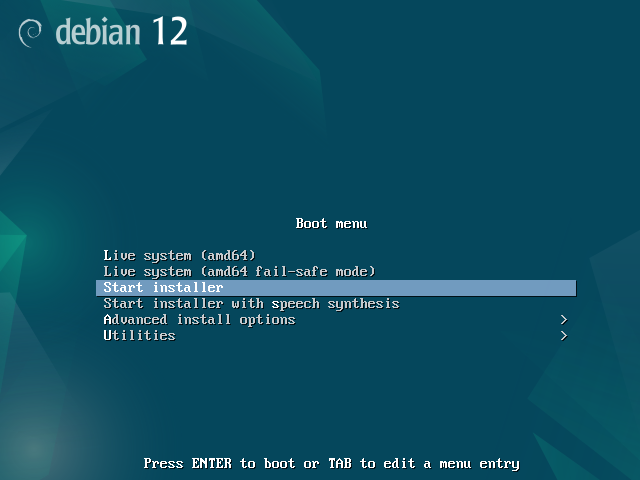 debian 12
Boot menu
Live system (amd64)
Live system (amd64 fail-safe mode)
Start installer
Start installer with speech synthesis
Advanced install options >
Utilities >
Press ENTER to boot or TAB to edit a menu entry